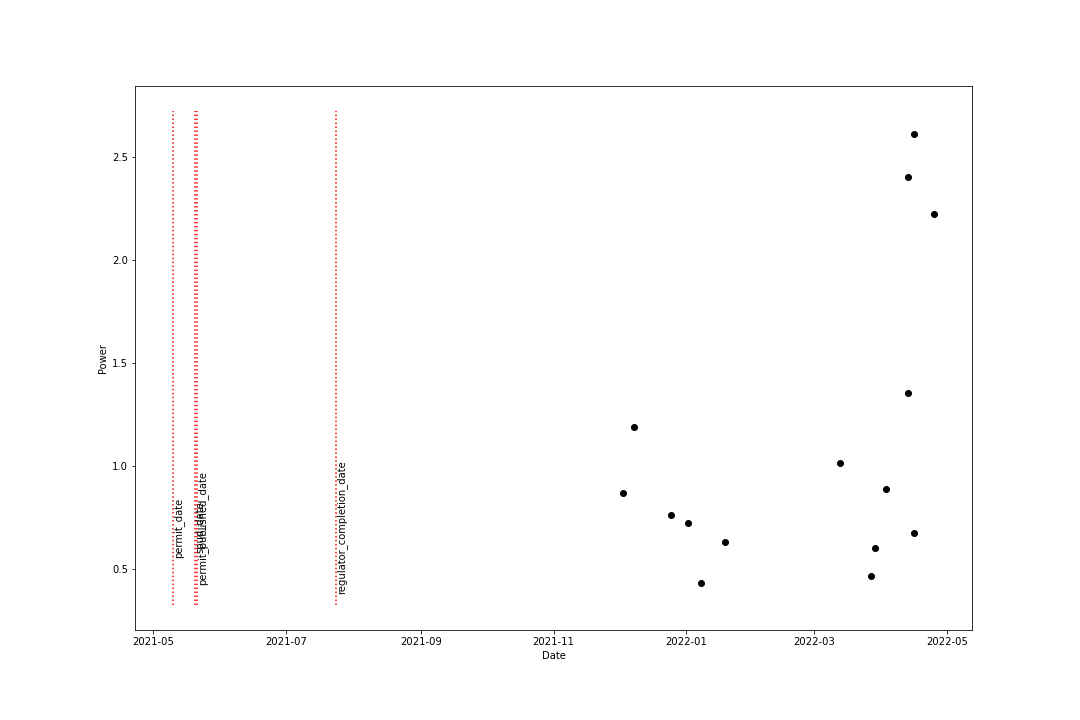 2.5
2.0
1.5
1.0
0.5
Power
permit_date
permit_published_date
regulator_completion_date
2021-05
2021-07
2021-09
2021-11
2022-01
2022-03
2022-05
Date